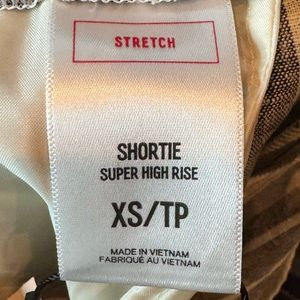 STRETCH
SHORTIE
SUPER HIGH RISE
XS/TP
MADE IN VIETNAM
FABRIQUÉ AU VIETNAM